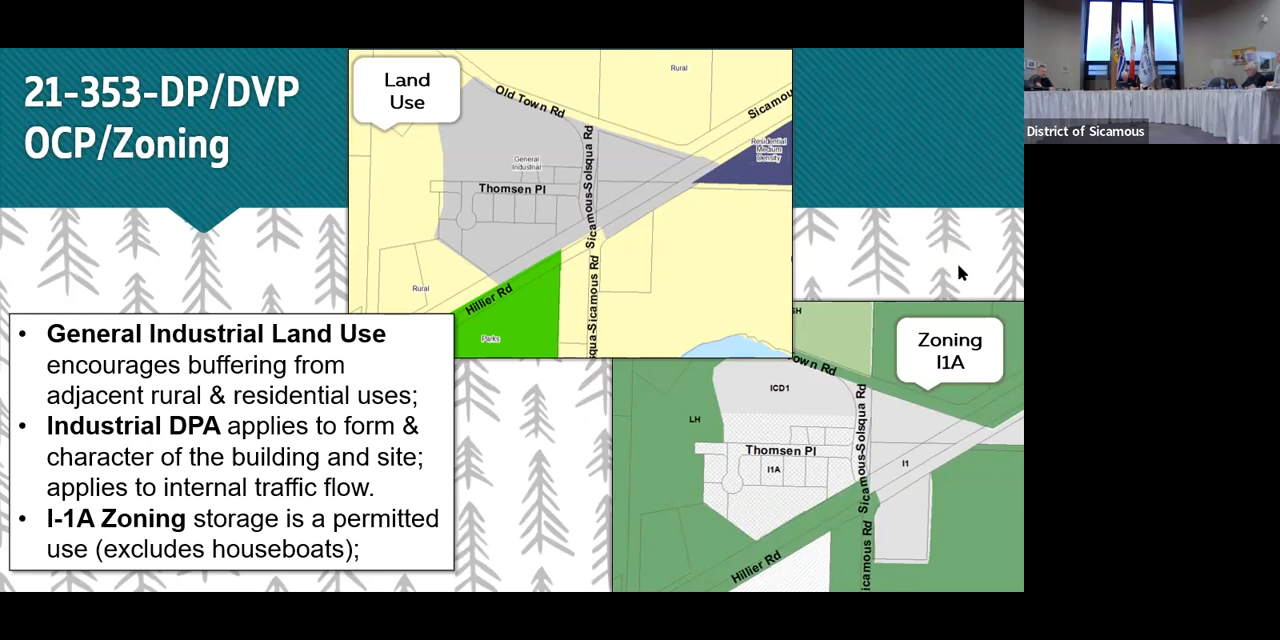 21-353-DP/DVP
OCP/Zoning
Land
Use
Rural
Old Town Rd
Sicamou
Residential
Medium
Density
General
Industrial
Thomsen Pl
Sicamous-Solsqua Rd
Rural
Hillier Rd
squa-Sicamous Rd
Parks
• General Industrial Land Use
encourages buffering from
adjacent rural & residential uses;
• Industrial DPA applies to form &
character of the building and site;
applies to internal traffic flow.
• I-1A Zoning storage is a permitted
use (excludes houseboats);
Zoning
I1A
Town Rd
ICD1
LH
Thomsen Pl
I1A
I1
Sicamous-Solsqua Rd
Hillier Rd
icamous Rd
District of Sicamous